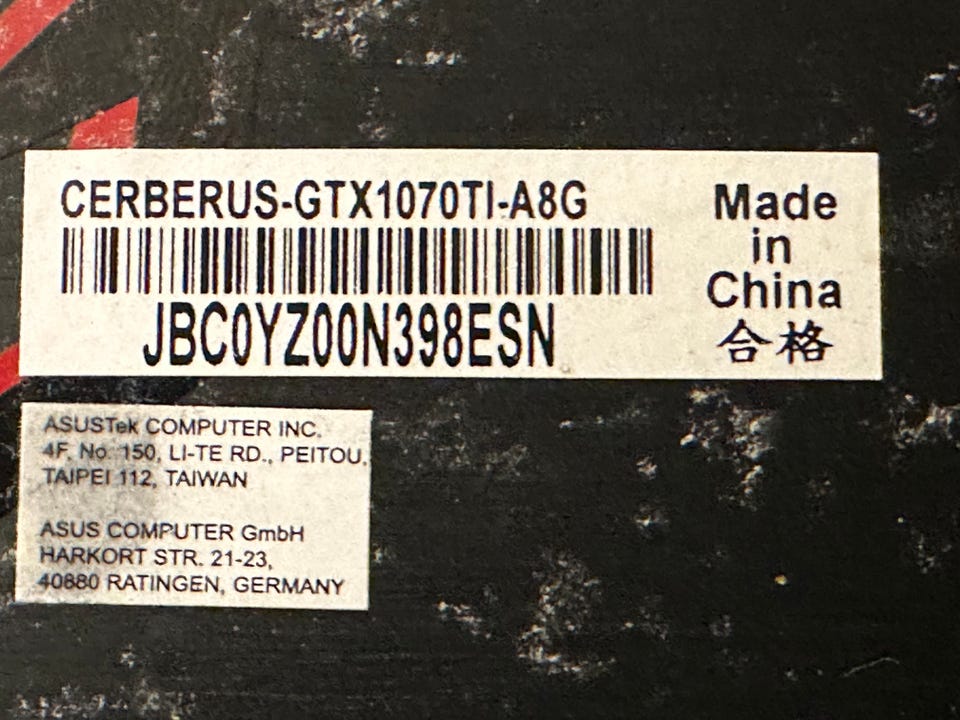 CERBERUS-GTX1070TI-A8G
JBC0YZ00N398ESN
Made
in
China
合格
ASUSTek COMPUTER INC.
4F, No. 150, LI-TE RD., PEITOU,
TAIPEI 112, TAIWAN
ASUS COMPUTER GmbH
HARKORT STR. 21-23,
40880 RATINGEN, GERMANY